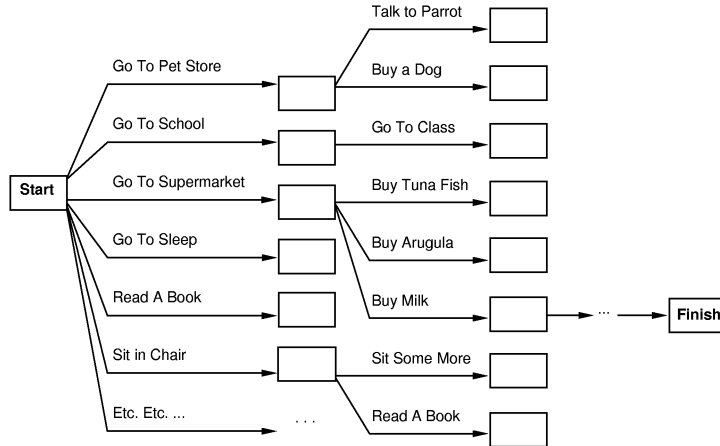 Talk to Parrot
Go To Pet Store
Buy a Dog
Go To School
Go To Class
Start
Go To Supermarket
Buy Tuna Fish
Go To Sleep
Buy Arugula
Read A Book
Buy Milk
...
Finish
Sit in Chair
Sit Some More
Etc. Etc. ...
. . .
Read A Book